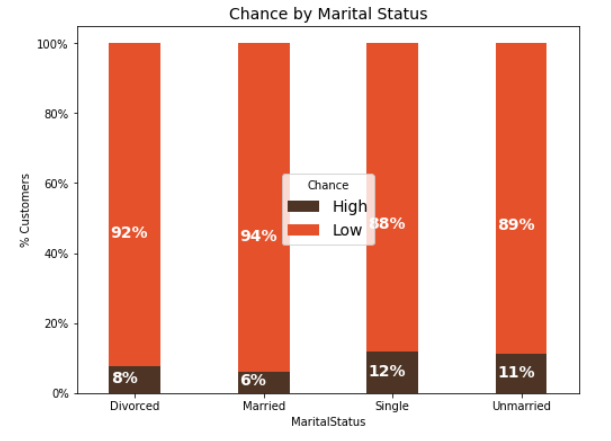 Chance by Marital Status
100%
80%
60%
40%
20%
0%
% Customers
92%
94%
88%
89%
8%
6%
12%
11%
Chance
High
Low
Divorced
Married
Single
Unmarried
MaritalStatus